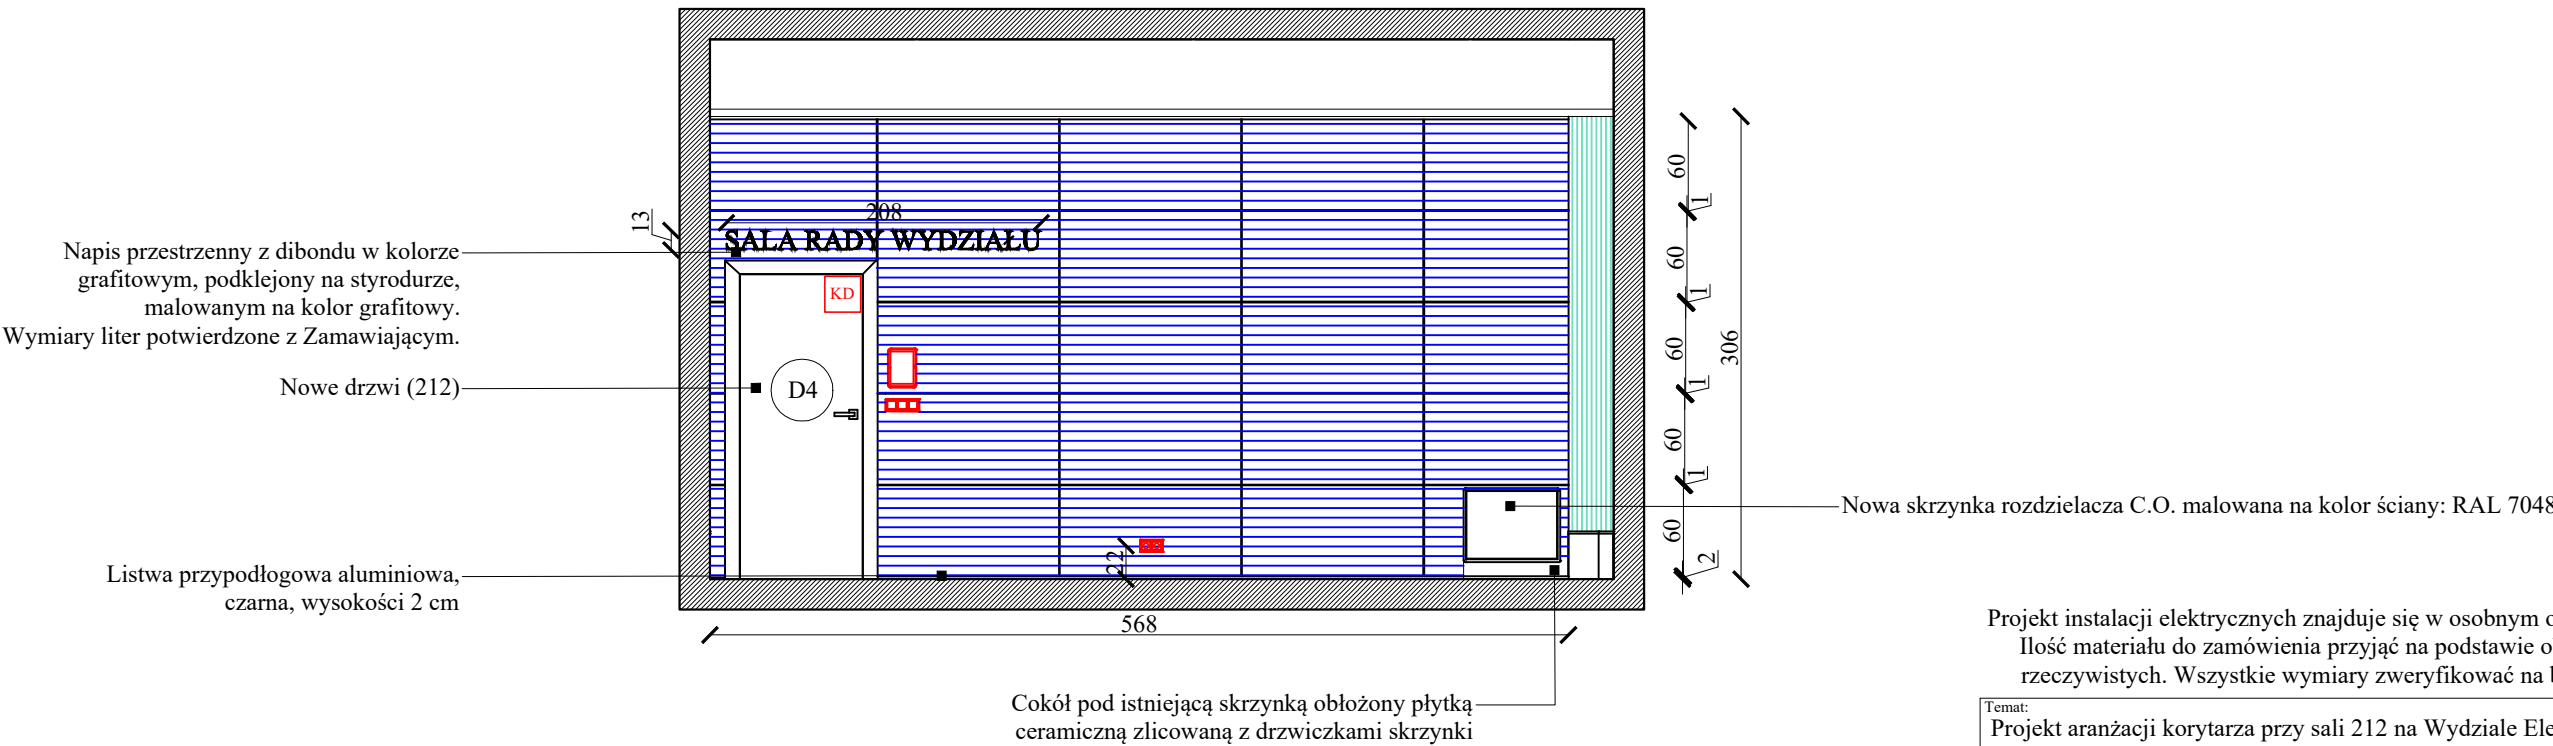 208
13
SALA RADY WYDZIAŁU
Napis przestrzenny z dibondu w kolorze
grafitowym, podklejony na styrodurze,
malowanym na kolor grafitowy.
Wymiary liter potwierdzone z Zamawiającym.
KD
Nowe drzwi (212)
D4
60
1
60
1
60
1
60
1
60
2
306
Nowa skrzynka rozdzielacza C.O. malowana na kolor ściany: RAL 7048
22
Listwa przypodłogowa aluminiowa,
czarna, wysokości 2 cm
568
Cokół pod istniejącą skrzynką obłożony płytką
ceramiczną zlicowaną z drzwiczkami skrzynki
Projekt instalacji elektrycznych znajduje się w osobnym
Ilość materiału do zamówienia przyjąć na podstawie
rzeczywistych. Wszystkie wymiary zweryfikować na
Temat:
Projekt aranżacji korytarza przy sali 212 na Wydziale Ele